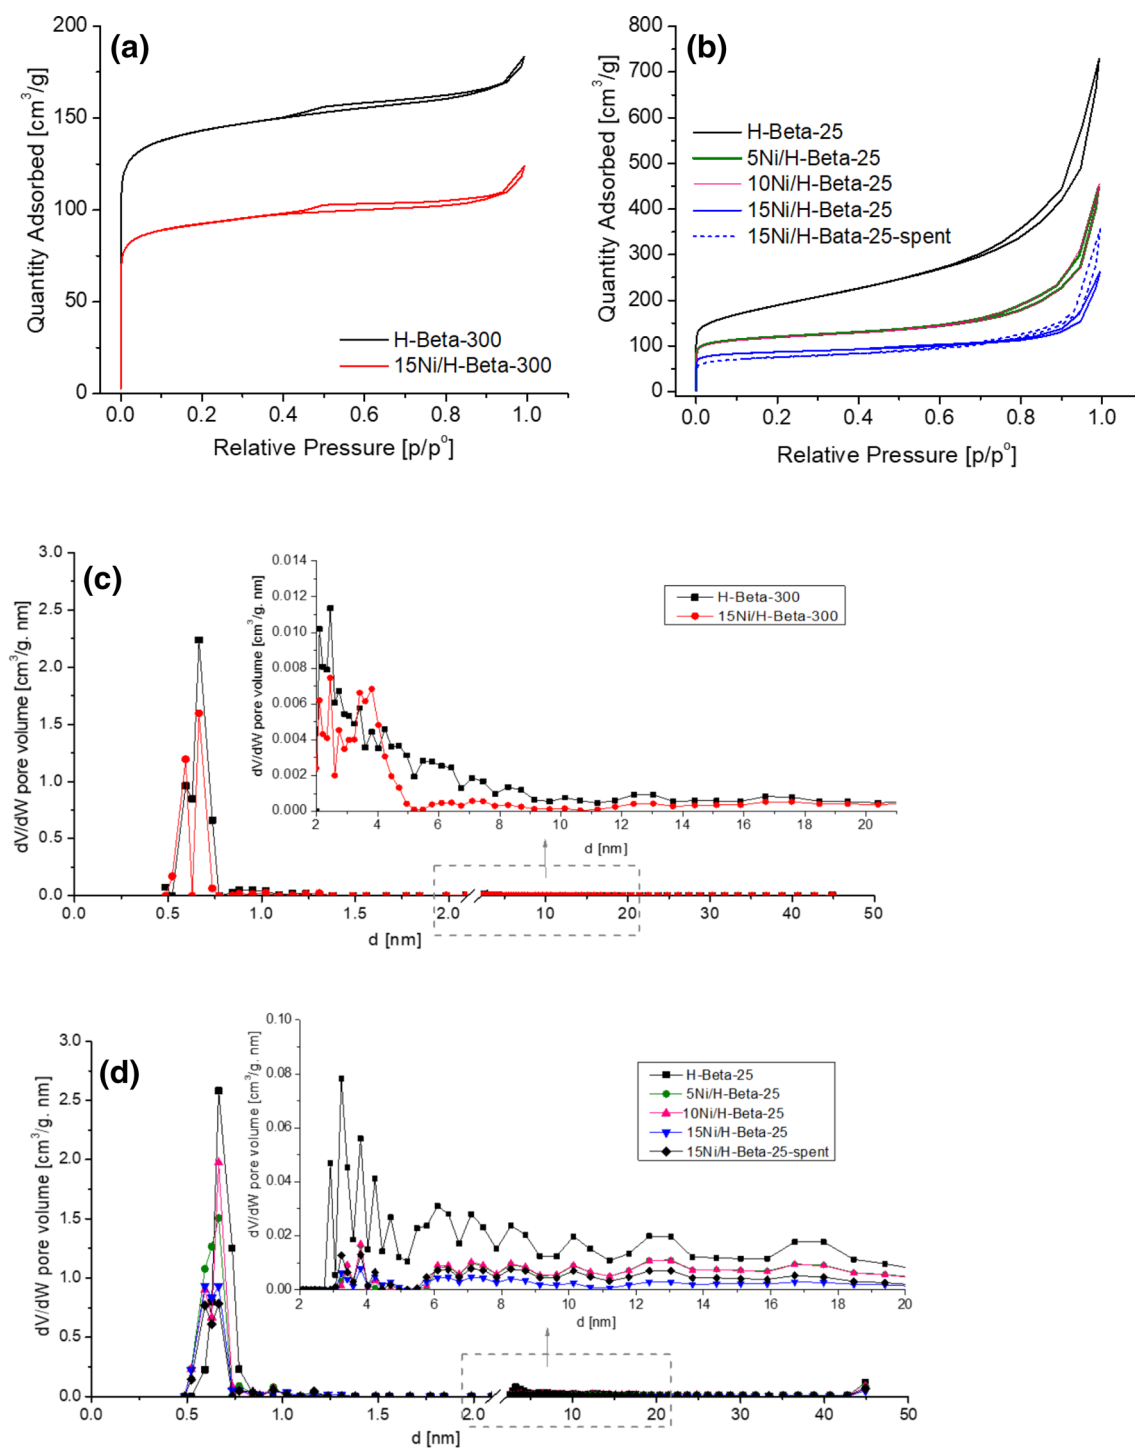 (a)
Quantity Adsorbed [cm³/g]
200
150
100
50
0
0.0 0.2 0.4 0.6 0.8 1.0
Relative Pressure [p/p°]
H-Beta-300
15Ni/H-Beta-300
(b)
Quantity Adsorbed [cm³/g]
800
700
600
500
400
300
200
100
0
0.0 0.2 0.4 0.6 0.8 1.0
Relative Pressure [p/p°]
H-Beta-25
5Ni/H-Beta-25
10Ni/H-Beta-25
15Ni/H-Beta-25
15Ni/H-Bata-25-spent
(c)
dV/dW pore volume [cm³/g. nm]
3.0
2.5
2.0
1.5
1.0
0.5
0.0
0.0 0.5 1.0 1.5 2.0 10 20 30 40 50
d [nm]
dV/dW pore volume [cm³/g. nm]
0.014
0.012
0.010
0.008
0.006
0.004
0.002
0.000
2 4 6 8 10 12 14 16 18 20
d [nm]
H-Beta-300
15Ni/H-Beta-300
(d)
dV/dW pore volume [cm³/g. nm]
3.0
2.5
2.0
1.5
1.0
0.5
0.0
0.0 0.5 1.0 1.5 2.0 10 20 30 40 50
d [nm]
dV/dW pore volume [cm³/g. nm]
0.10
0.08
0.06
0.04
0.02
0.00
2 4 6 8 10 12 14 16 18 20
d [nm]
H-Beta-25
5Ni/H-Beta-25
10Ni/H-Beta-25
15Ni/H-Beta-25
15Ni/H-Beta-25-spent